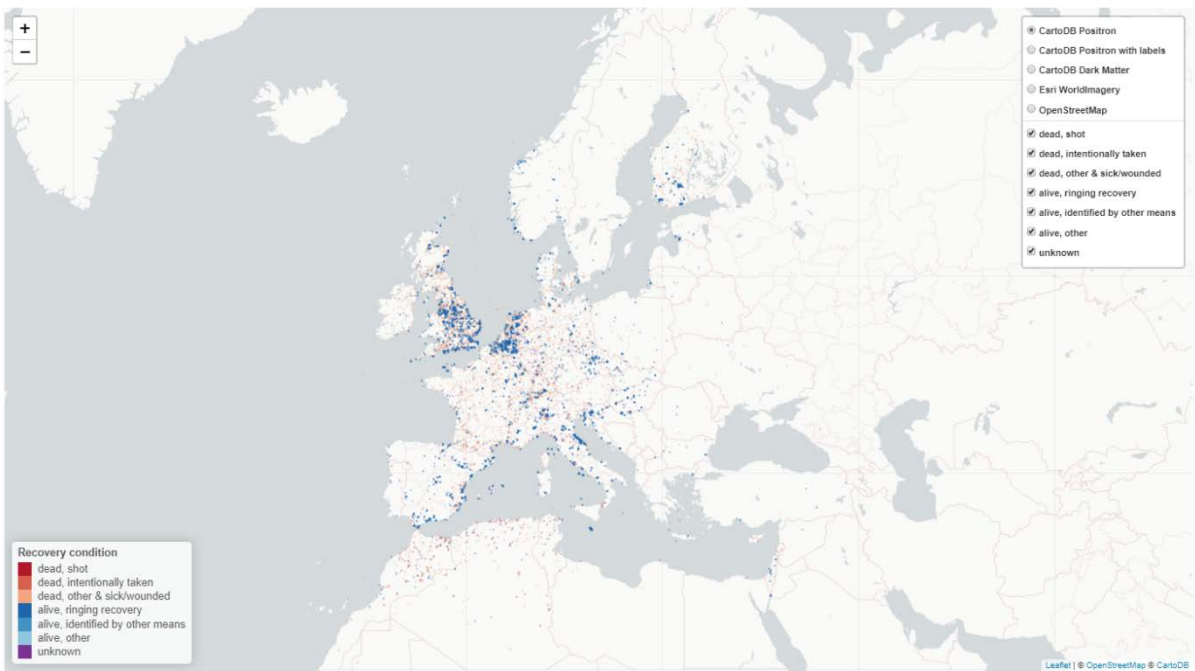 +
−
CartoDB Positron
CartoDB Positron with labels
CartoDB Dark Matter
Esri WorldImagery
OpenStreetMap
dead, shot
dead, intentionally taken
dead, other & sick/wounded
alive, ringing recovery
alive, identified by other means
alive, other
unknown
Recovery condition
dead, shot
dead, intentionally taken
dead, other & sick/wounded
alive, ringing recovery
alive, identified by other means
alive, other
unknown
Leaflet | © OpenStreetMap © CartoDB